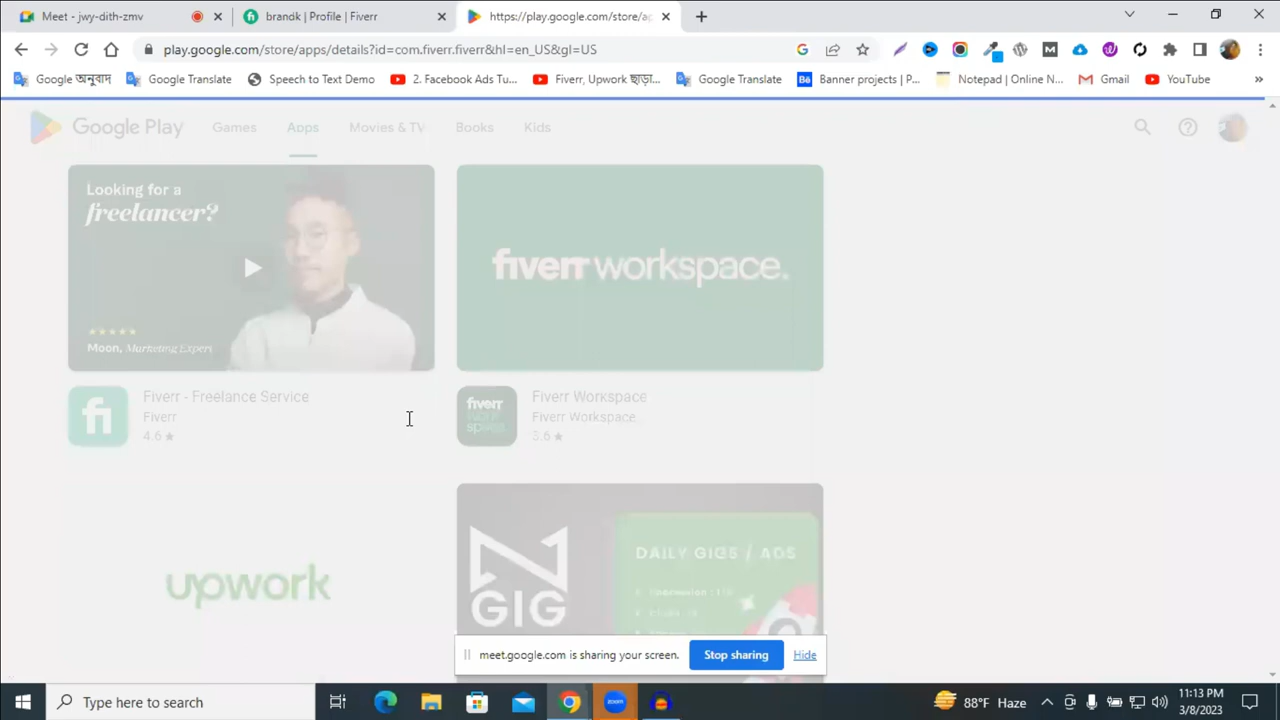 Meet - jwy-dith-zmv
brandk | Profile | Fiverr
https://play.google.com/store/ap
play.google.com/store/apps/details?id=com.fiverr.fiverr&hl=en_US&gl=US
Google অনুবাদ
Google Translate
Speech to Text Demo
2. Facebook Ads Tu...
Fiverr, Upwork ছাড়া...
Google Translate
Banner projects | P...
Notepad | Online N...
Gmail
YouTube
»
Google Play
Games
Apps
Movies & TV
Books
Kids
Looking for a
freelancer?
Moon, Marketing Expert
fiverr workspace.
Fiverr - Freelance Service
Fiverr
4.6 ★
fiverr
work
space.
Fiverr Workspace
Fiverr Workspace.
3.6 ★
upwork
N
GIG
DAILY GIGS / ADS
meet.google.com is sharing your screen.
Stop sharing
Hide
Type here to search
zoom
88°F Haze
11:13 PM
3/8/2023